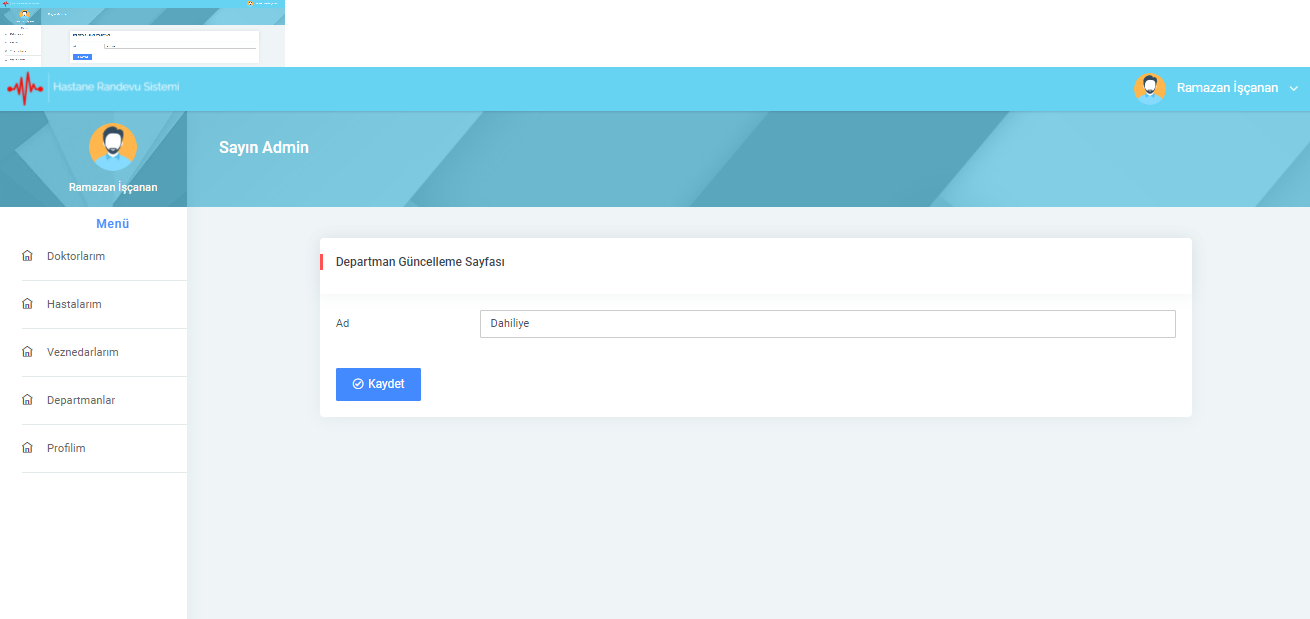 Hastane Randevu Sistemi
Ramazan İşçanan
Ramazan İşçanan
Sayın Admin
Menü
Doktorlarım
Hastalarım
Veznedarlarım
Departmanlar
Profilim
Departman Güncelleme Sayfası
Ad
Dahiliye
Kaydet